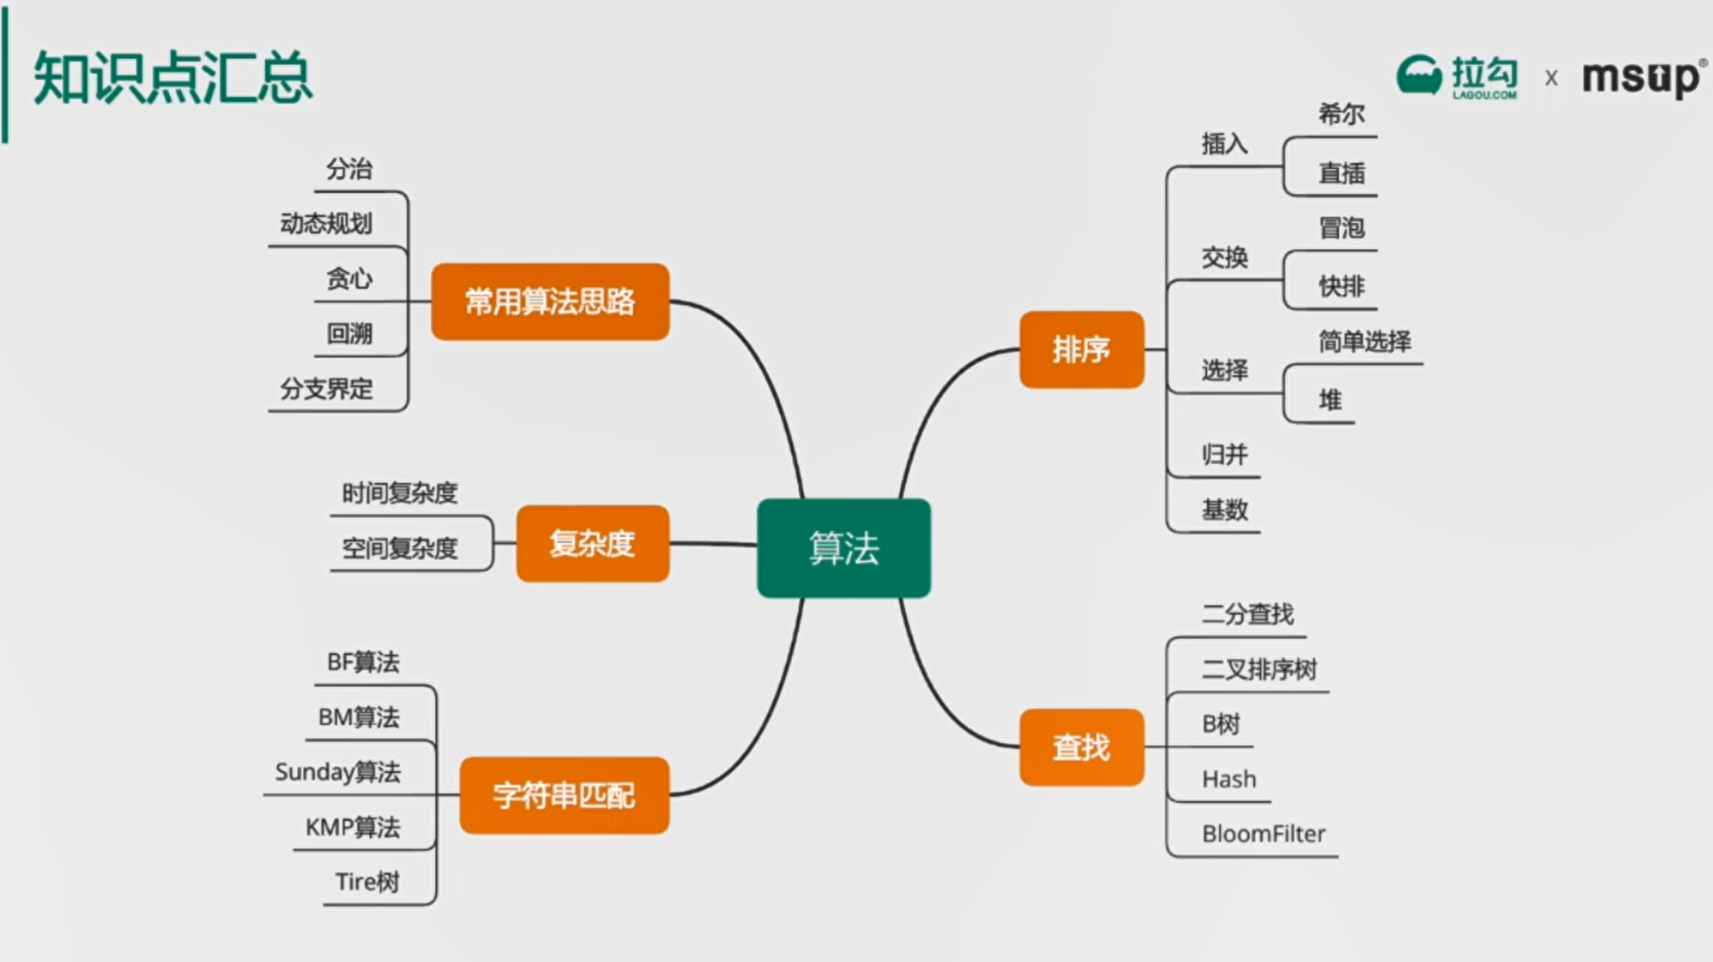 知识点汇总
拉勾
LAGOU.COM
x
msup®
分治
动态规划
贪心
回溯
分支界定
常用算法思路
时间复杂度
空间复杂度
复杂度
BF算法
BM算法
Sunday算法
KMP算法
Tire树
字符串匹配
算法
排序
插入
希尔
直插
交换
冒泡
快排
选择
简单选择
堆
归并
基数
查找
二分查找
二叉排序树
B树
Hash
BloomFilter